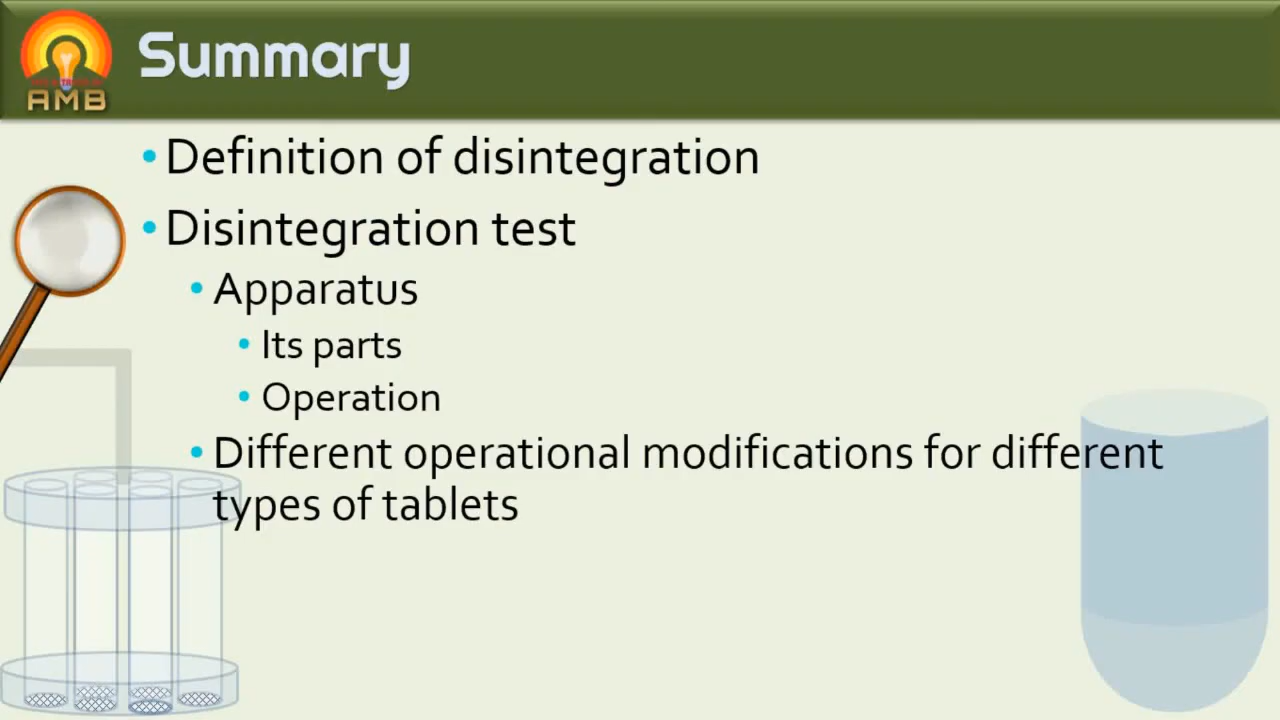 Summary
AMB
• Definition of disintegration
• Disintegration test
• Apparatus
• Its parts
• Operation
• Different operational modifications for different
types of tablets